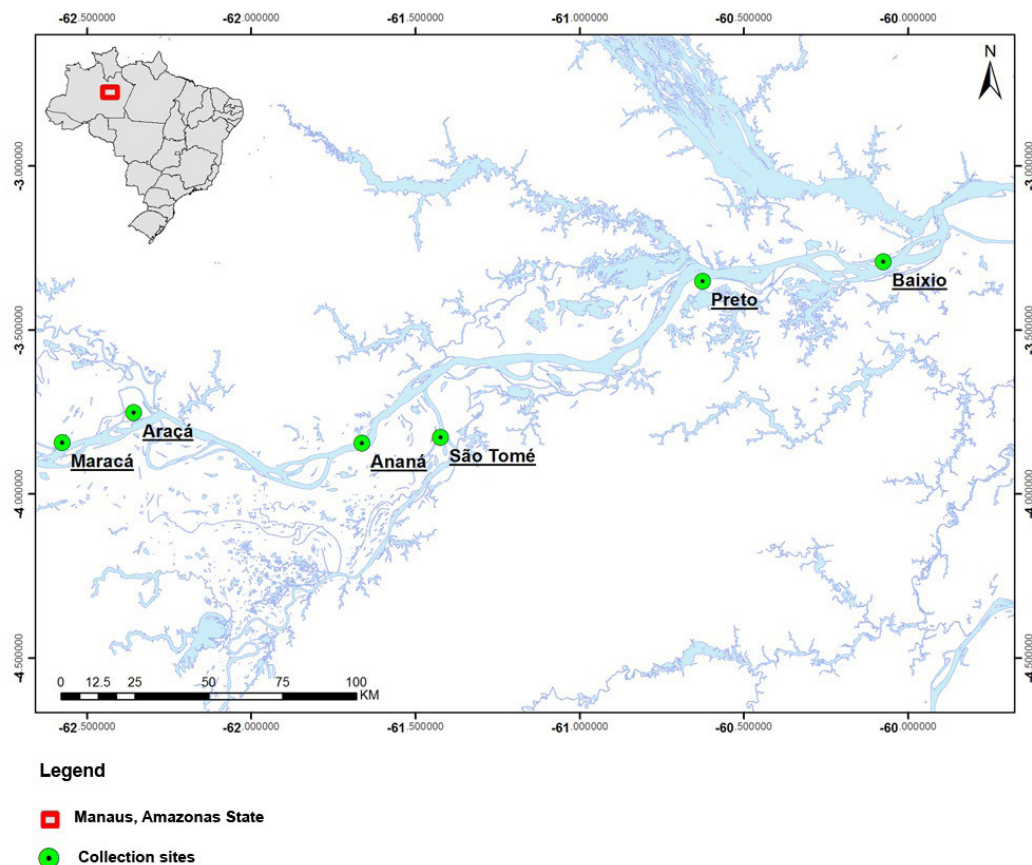 -62.500000 -62.000000 -61.500000 -61.000000 -60.500000 -60.000000
N
-3.000000 -3.000000
Baixio
Preto
-3.500000 -3.500000
Araçá
Maracá
Ananá
São Tomé
-4.000000 -4.000000
-4.500000 -4.500000
0 12.5 25 50 75 100
KM
-62.500000 -62.000000 -61.500000 -61.000000 -60.500000 -60.000000
Legend
Manaus, Amazonas State
Collection sites